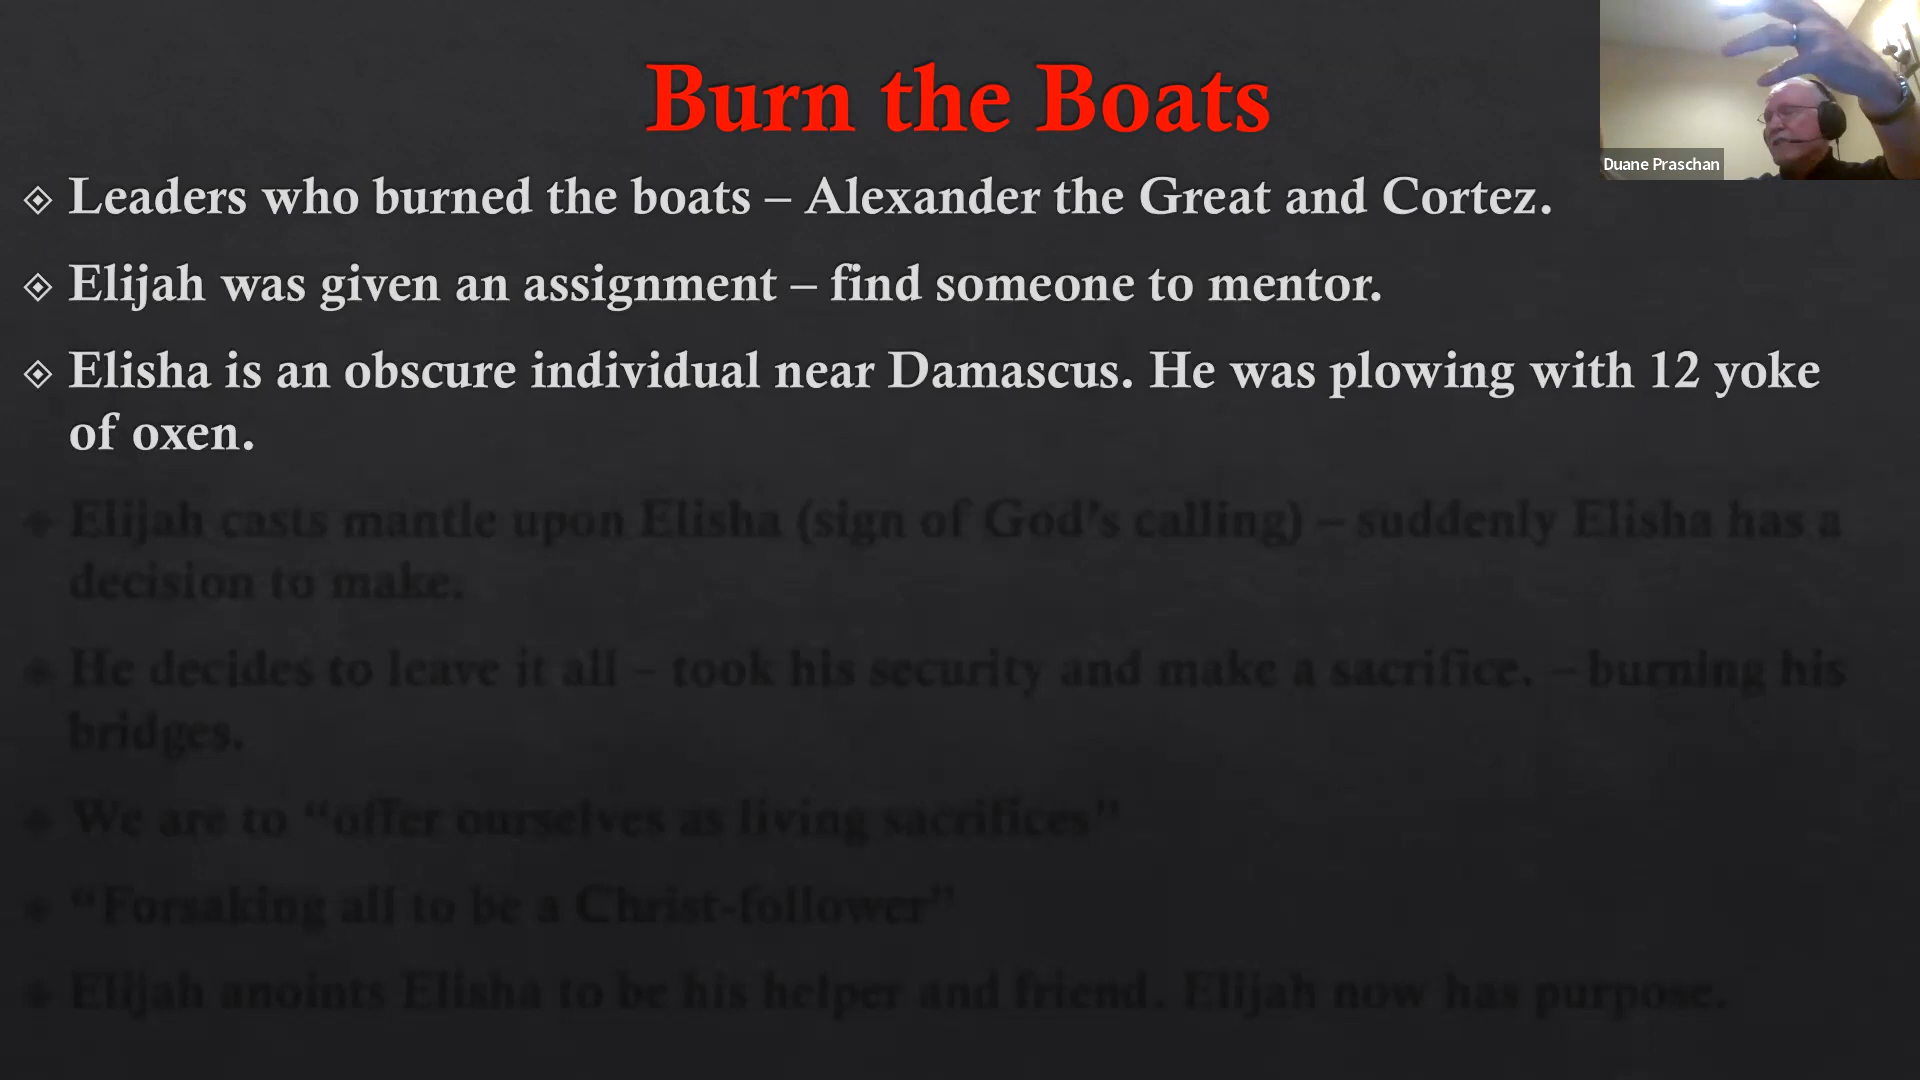 Burn the Boats
Duane Praschan
Leaders who burned the boats – Alexander the Great and Cortez.
Elijah was given an assignment – find someone to mentor.
Elisha is an obscure individual near Damascus. He was plowing with 12 yoke
of oxen.
Elijah casts mantle upon Elisha (sign of God’s calling) – suddenly Elisha has a
decision to make.
He decides to leave it all – took his security and make a sacrifice. – burning his
bridges.
We are to “offer ourselves as living sacrifices”
“Forsaking all to be a Christ-follower”
Elijah anoints Elisha to be his helper and friend. Elijah now has purpose.